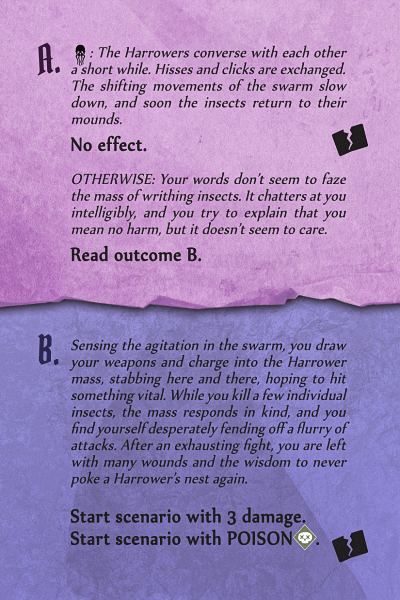 A. : The Harrowers converse with each other
a short while. Hisses and clicks are exchanged.
The shifting movements of the swarm slow
down, and soon the insects return to their
mounds.
No effect.
OTHERWISE: Your words don't seem to faze
the mass of writhing insects. It chatters at you
intelligibly, and you try to explain that you
mean no harm, but it doesn't seem to care.
Read outcome B.
B. Sensing the agitation in the swarm, you draw
your weapons and charge into the Harrower
mass, stabbing here and there, hoping to hit
something vital. While you kill a few individual
insects, the mass responds in kind, and you
find yourself desperately fending off a flurry of
attacks. After an exhausting fight, you are left
with many wounds and the wisdom to never
poke a Harrower's nest again.
Start scenario with 3 damage.
Start scenario with POISON.